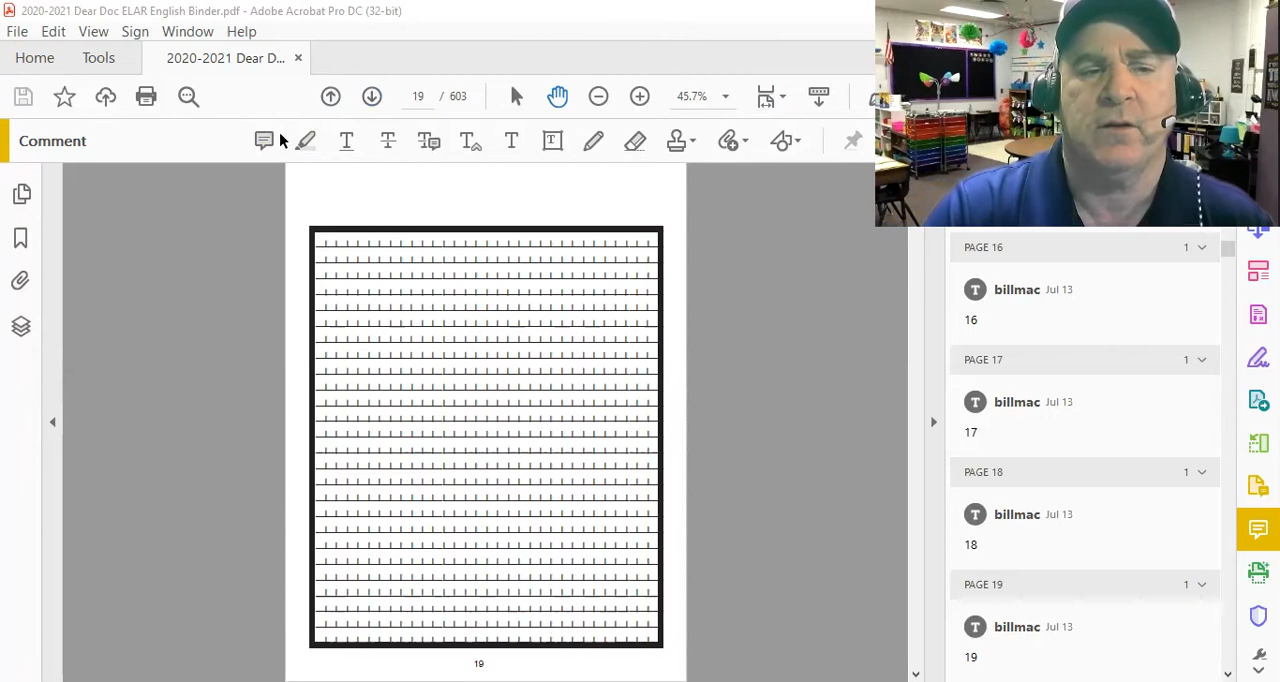 2020-2021 Dear Doc ELAR English Binder.pdf - Adobe Acrobat Pro DC (32-bit)
File Edit View Sign Window Help
Home Tools 2020-2021 Dear D... ×
19 / 603 45.7%
Comment
PAGE 16 1
T billmac Jul 13
16
PAGE 17 1
T billmac Jul 13
17
PAGE 18 1
T billmac Jul 13
18
PAGE 19 1
T billmac Jul 13
19
19